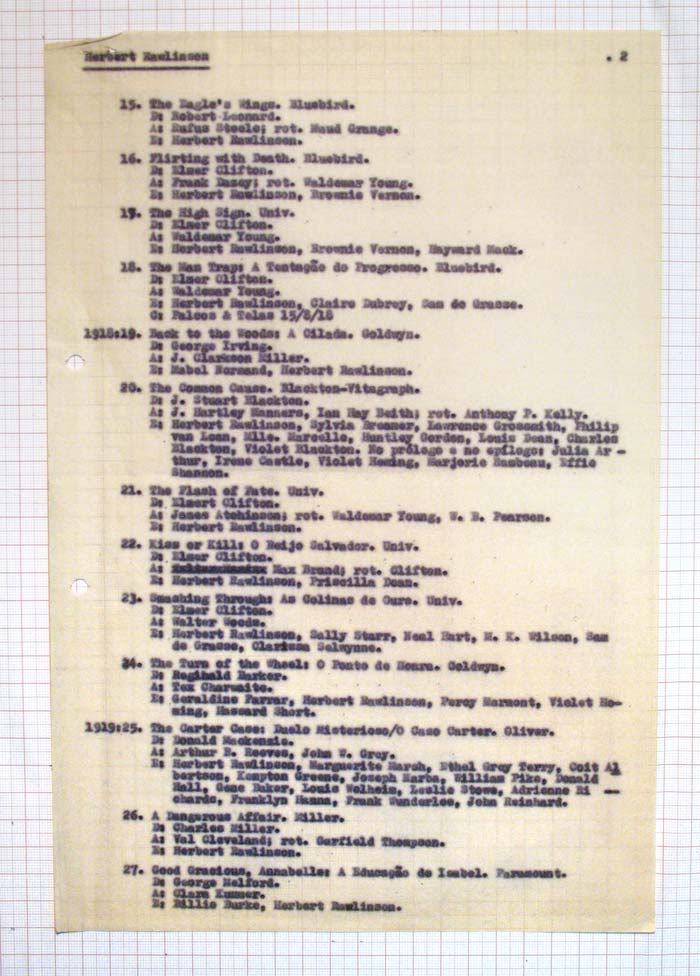 Herbert Rawlinson . 2
15. The Eagle's Wings. Bluebird.
D: Robert Leonard.
A: Rufus Steele; rot. Maud Grange.
E: Herbert Rawlinson.
16. Flirting with Death. Bluebird.
D: Elmer Clifton.
A: Frank Dazey; rot. Waldemar Young.
E: Herbert Rawlinson, Brownie Vernon.
17. The High Sign. Univ.
D: Elmer Clifton.
A: Waldemar Young.
E: Herbert Rawlinson, Brownie Vernon, Hayward Mack.
18. The Man Trap: A Tentação do Progresso. Bluebird.
D: Elmer Clifton.
A: Waldemar Young.
E: Herbert Rawlinson, Claire Dubrey, Sam de Grasse.
C: Palcos & Telas 15/8/18
1918:19. Back to the Woods: A Cilada. Goldwyn.
D: George Irving.
A: J. Clarkson Miller.
E: Mabel Normand, Herbert Rawlinson.
20. The Common Cause. Blackton-Vitagraph.
D: J. Stuart Blackton.
A: J. Hartley Manners, Ian Hay Beith; rot. Anthony P. Kelly.
E: Herbert Rawlinson, Sylvia Breamer, Lawrence Grossmith, Philip
van Loan, Mlle. Marcelle, Huntley Gordon, Louis Dean, Charles
Blackton, Violet Blackton. No prólogo e no epílogo: Julia Ar -
thur, Irene Castle, Violet Heming, Marjorie Rambeau, Effie
Shannon.
21. The Flash of Fate. Univ.
D: Elmert Clifton.
A: James Atchinson; rot. Waldemar Young, W. B. Pearson.
E: Herbert Rawlinson.
22. Kiss or Kill: O Beijo Salvador. Univ.
D: Elmer Clifton.
A: Max Brand; rot. Clifton.
E: Herbert Rawlinson, Priscilla Dean.
23. Smashing Through: As Colinas de Ouro. Univ.
D: Elmer Clifton.
A: Walter Woods.
E: Herbert Rawlinson, Sally Starr, Neal Hart, M. K. Wilson, Sam
de Grasse, Clarissa Selwynne.
24. The Turn of the Wheel: O Ponto de Honra. Goldwyn.
D: Reginald Barker.
A: Tex Charwaite.
E: Geraldine Farrar, Herbert Rawlinson, Percy Marmont, Violet He-
ming, Hassard Short.
1919:25. The Carter Case: Duelo Misterioso/O Caso Carter. Oliver.
D: Donald Mackenzie.
A: Arthur B. Reeves, John W. Grey.
E: Herbert Rawlinson, Marguerite Marsh, Ethel Grey Terry, Coit Al
bertson, Kempton Greene, Joseph Marba, William Pike, Donald
Hall, Gene Baker, Louis Wolheim, Leslie Stowe, Adrienne Ri -
chards, Franklyn Hanna, Frank Wunderlee, John Reinhard.
26. A Dangerous Affair. Miller.
D: Charles Miller.
A: Val Cleveland; rot. Garfield Thompson.
E: Herbert Rawlinson.
27. Good Gracious, Annabelle: A Educação de Isabel. Paramount.
D: George Melford.
A: Clare Kummer.
E: Billie Burke, Herbert Rawlinson.